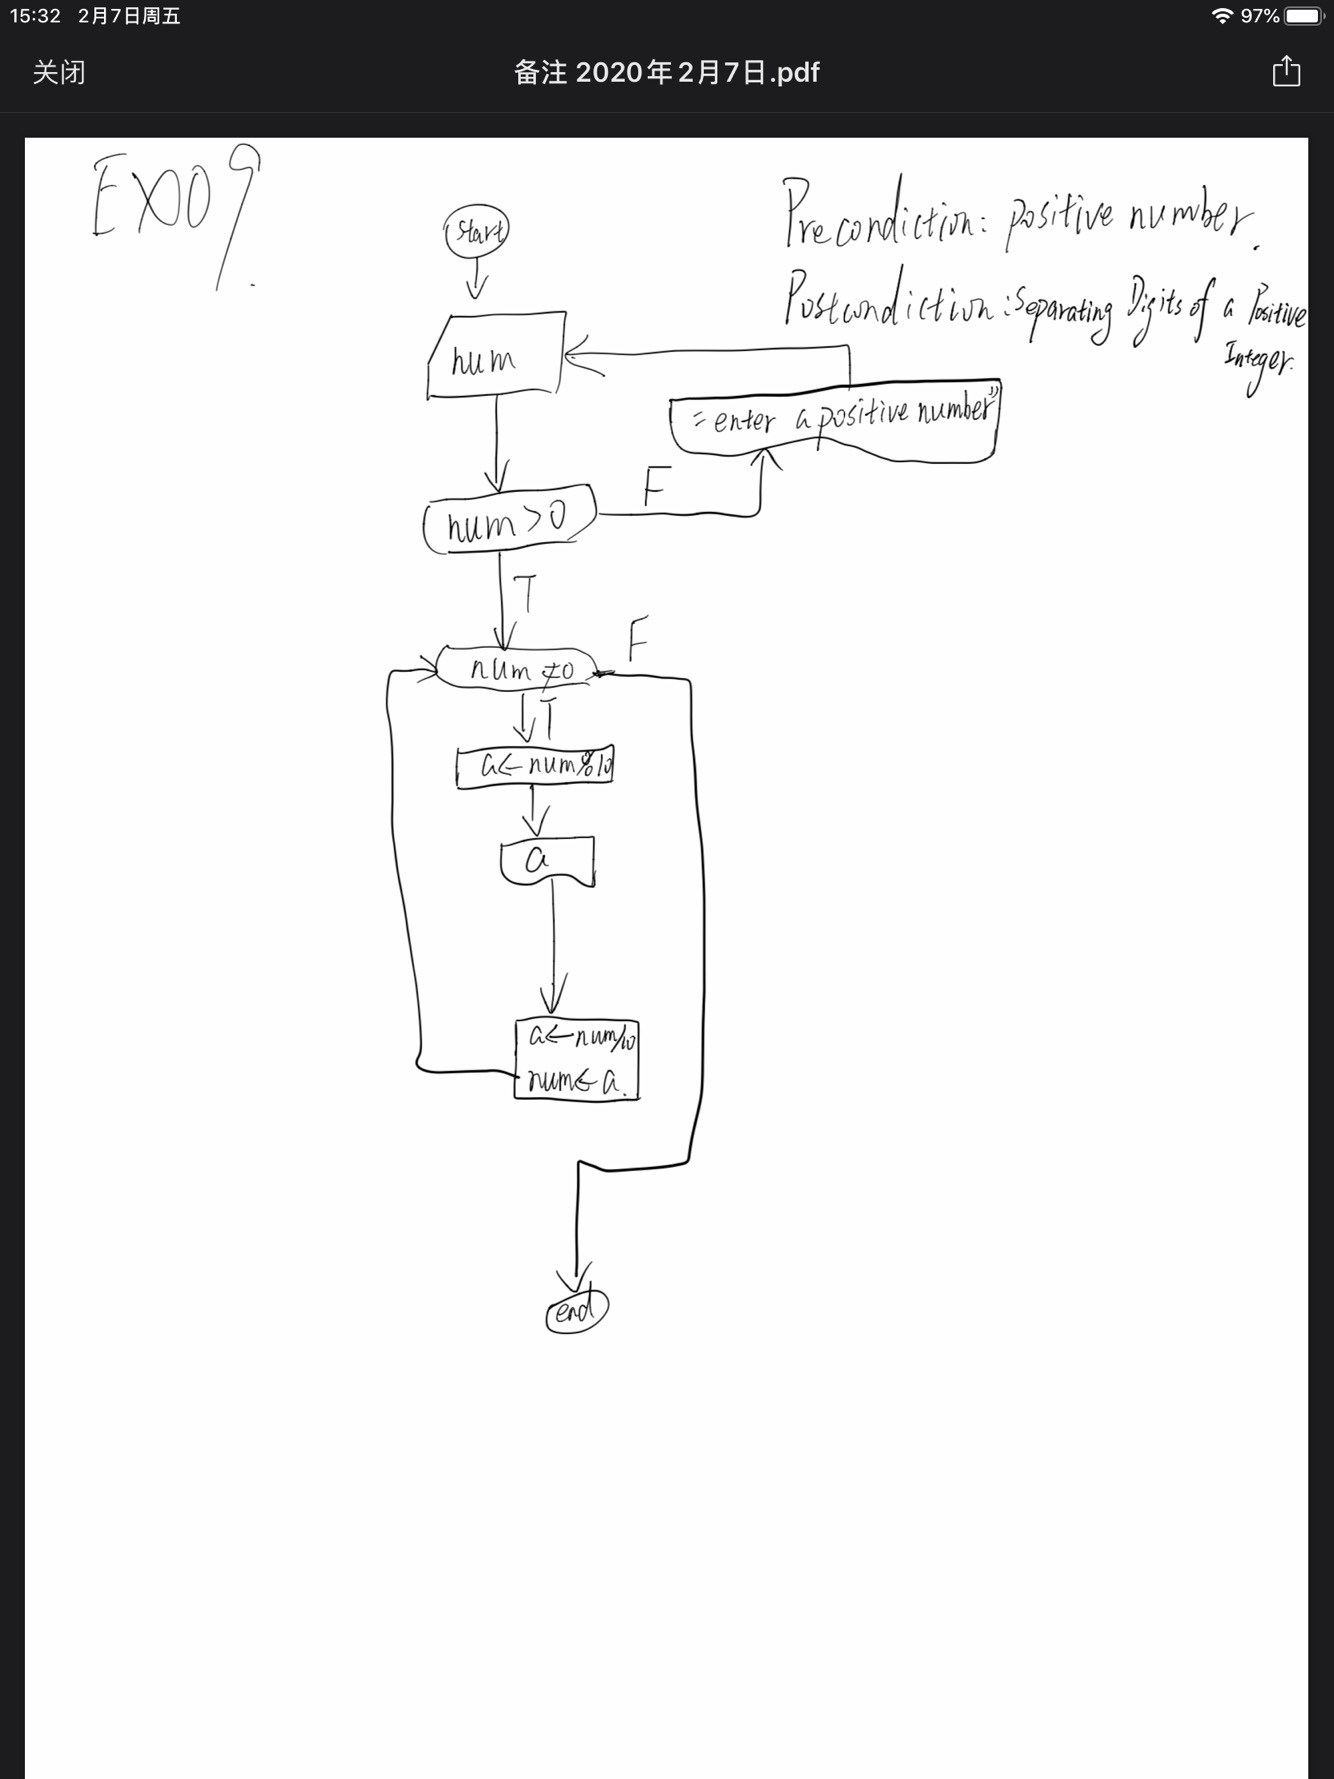 15:32 2月7日周五
97%
关闭
备注 2020年2月7日.pdf
EX09.
Precondiction: positive number.
Postcondiction: Separating Digits of a Positive
Integer.
start
num
"enter a positive number"
num>0
F
T
num≠0
F
T
a←num%10
a
a←num/10
num←a.
end